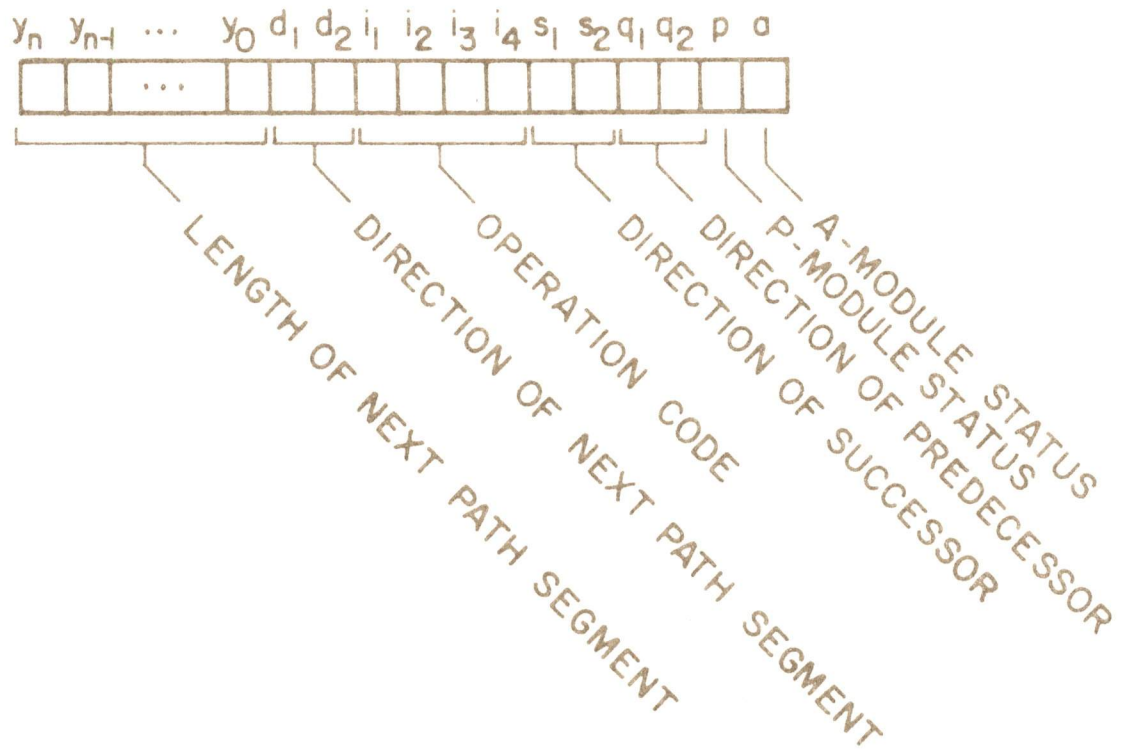 yn yn-1 ... y0 d1 d2 i1 i2 i3 i4 s1 s2 q1 q2 p a
...
LENGTH OF NEXT PATH SEGMENT
DIRECTION OF NEXT PATH SEGMENT
OPERATION CODE
DIRECTION OF SUCCESSOR
DIRECTION OF PREDECESSOR
P-MODULE STATUS
A-MODULE STATUS